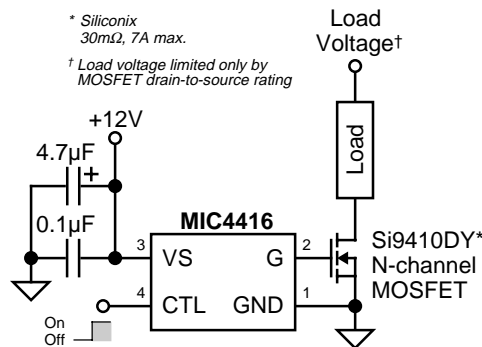 * Siliconix
30mΩ, 7A max.
† Load voltage limited only by
MOSFET drain-to-source rating
Load
Voltage†
+12V
4.7µF
+
0.1µF
Load
MIC4416
3
VS
G
2
4
CTL
GND
1
Si9410DY*
N-channel
MOSFET
On
Off